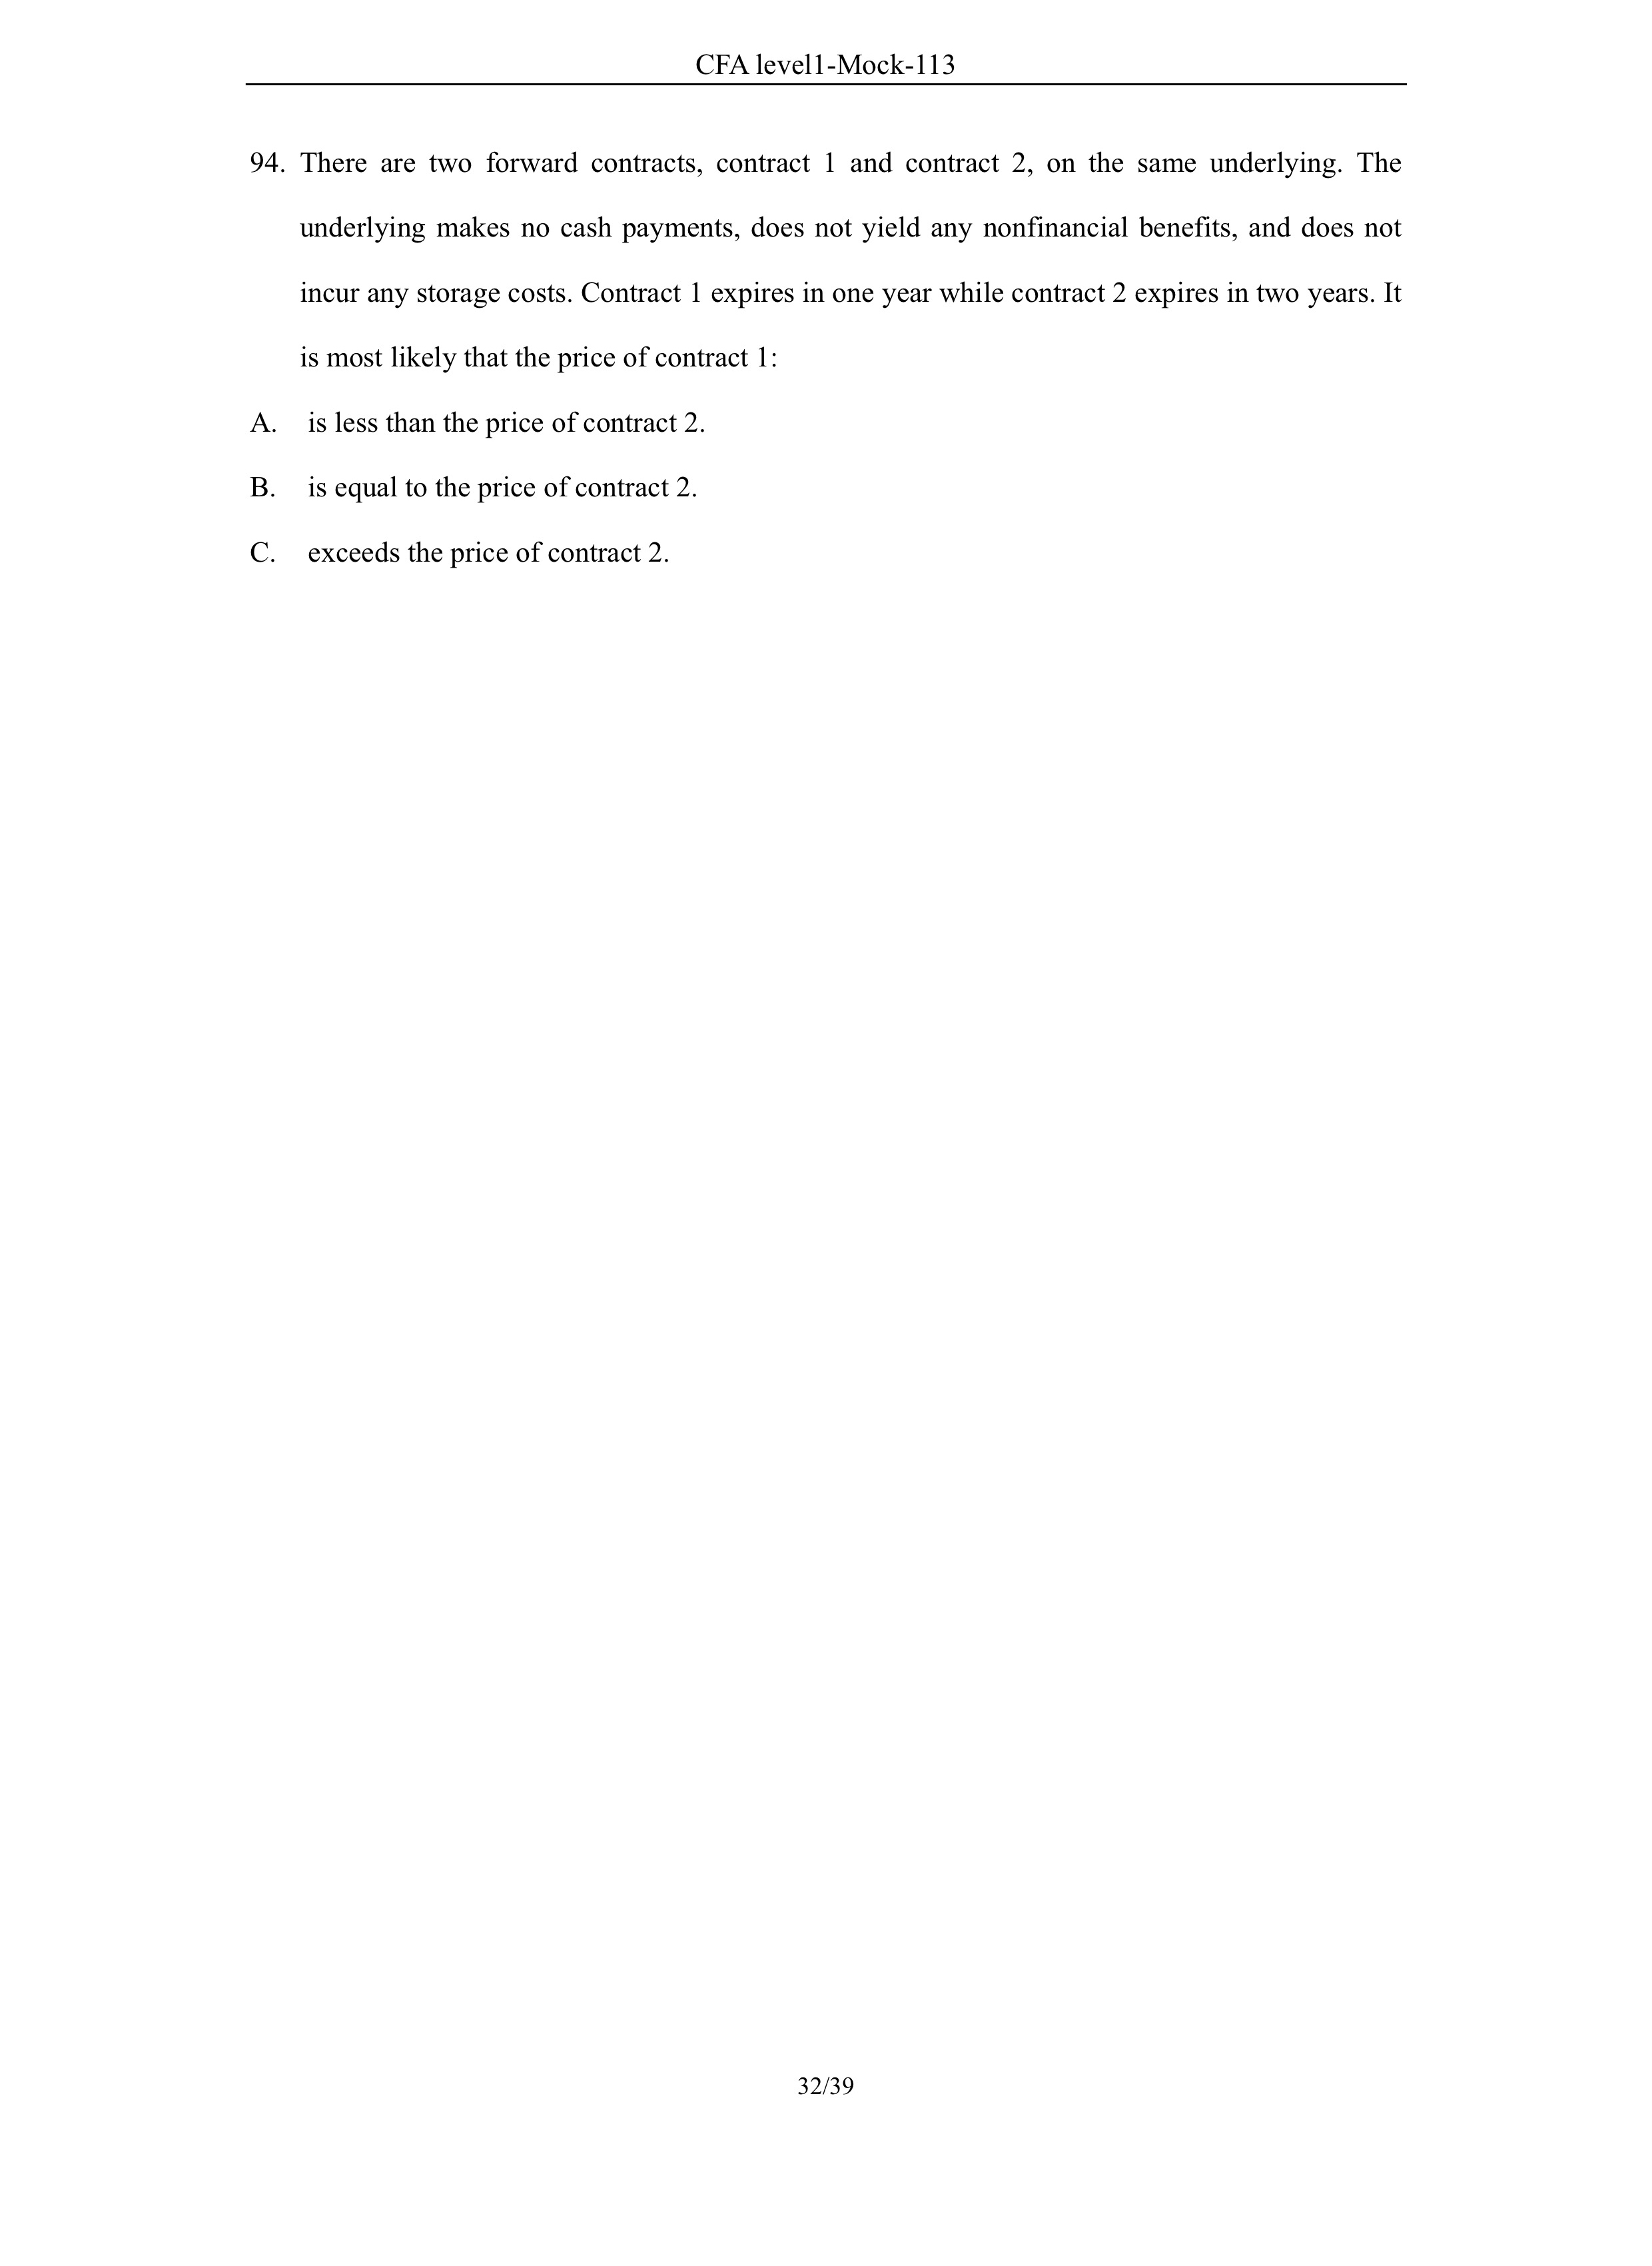 CFA level1-Mock-113
94. There are two forward contracts, contract 1 and contract 2, on the same underlying. The
underlying makes no cash payments, does not yield any nonfinancial benefits, and does not
incur any storage costs. Contract 1 expires in one year while contract 2 expires in two years. It
is most likely that the price of contract 1:
A. is less than the price of contract 2.
B. is equal to the price of contract 2.
C. exceeds the price of contract 2.
32/39